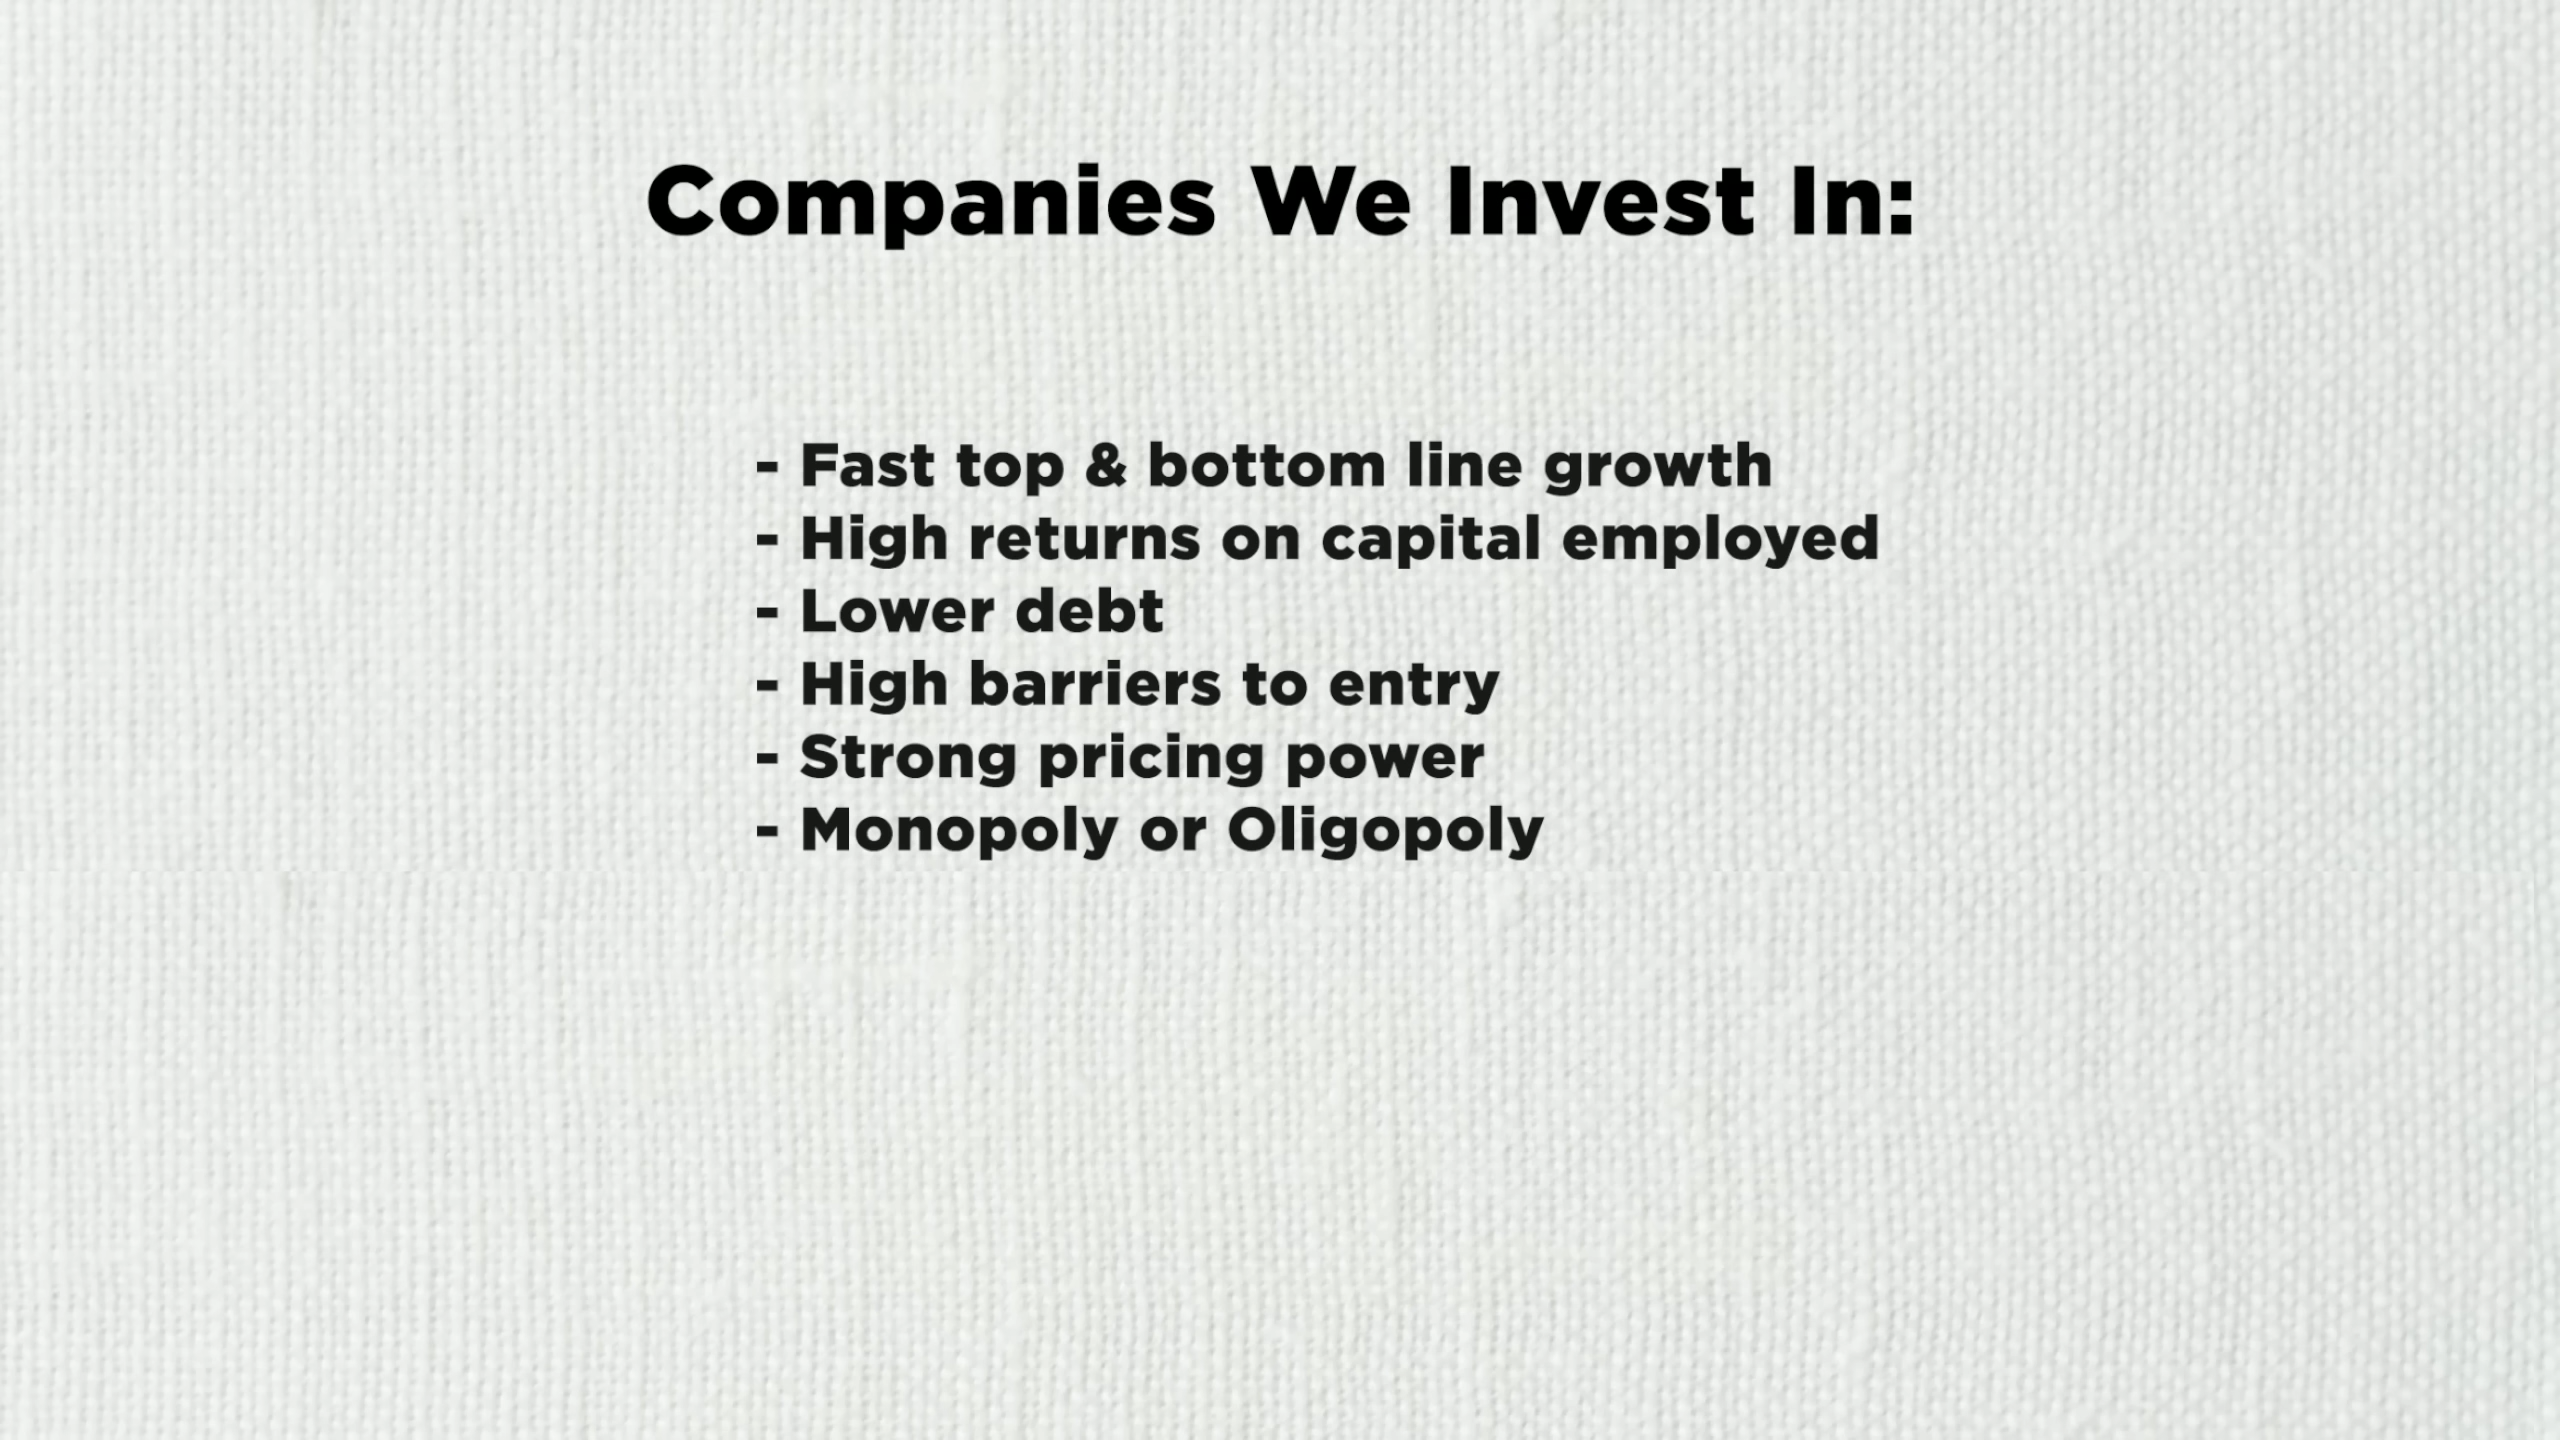 Companies We Invest In:
- Fast top & bottom line growth
- High returns on capital employed
- Lower debt
- High barriers to entry
- Strong pricing power
- Monopoly or Oligopoly